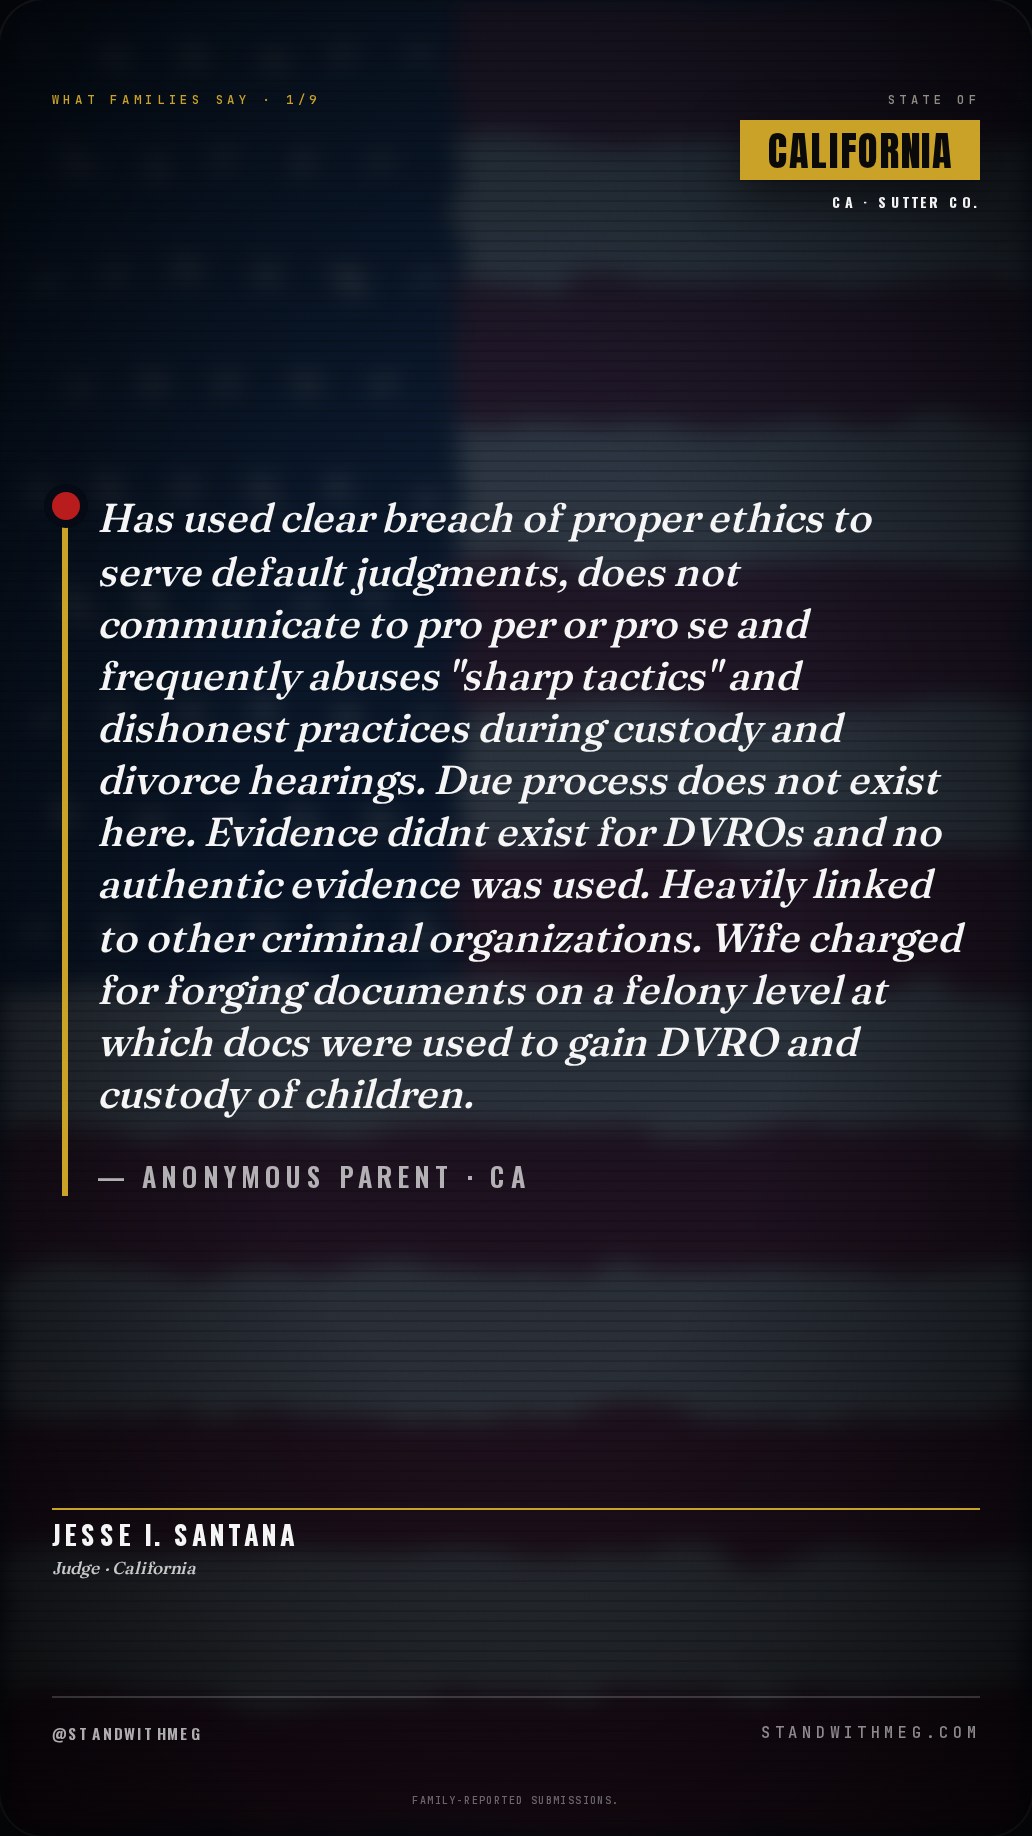 WHAT FAMILIES SAY · 1/9
STATE OF
CALIFORNIA
CA · SUTTER CO.
Has used clear breach of proper ethics to
serve default judgments, does not
communicate to pro per or pro se and
frequently abuses "sharp tactics" and
dishonest practices during custody and
divorce hearings. Due process does not exist
here. Evidence didnt exist for DVROs and no
authentic evidence was used. Heavily linked
to other criminal organizations. Wife charged
for forging documents on a felony level at
which docs were used to gain DVRO and
custody of children.
— ANONYMOUS PARENT · CA
JESSE I. SANTANA
Judge · California
@STANDWITHMEG
STANDWITHMEG.COM
FAMILY-REPORTED SUBMISSIONS.